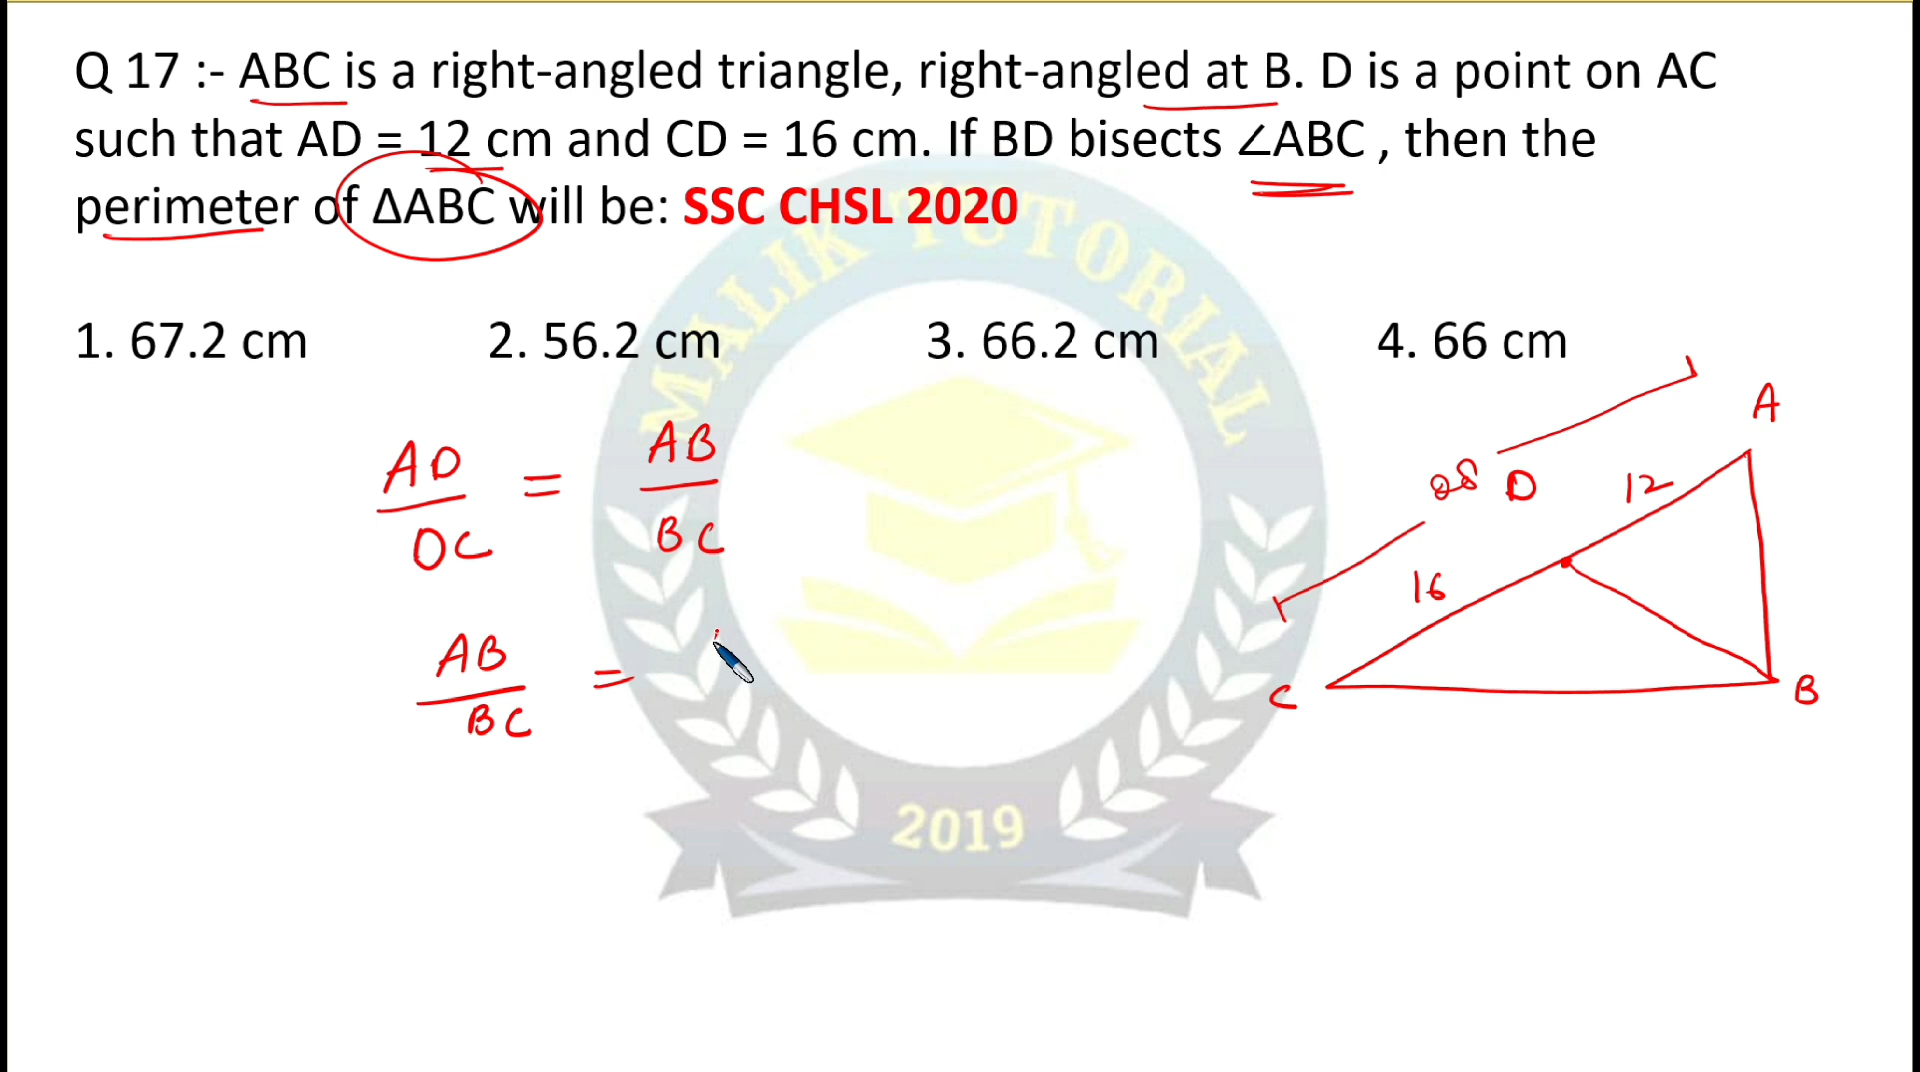 Q 17 :- ABC is a right-angled triangle, right-angled at B. D is a point on AC
such that AD = 12 cm and CD = 16 cm. If BD bisects ∠ABC , then the
perimeter of ΔABC will be: SSC CHSL 2020
MALIK TUTORIAL
1. 67.2 cm 2. 56.2 cm 3. 66.2 cm 4. 66 cm
A
AD = AB
DC BC
28 D 12
16
AB =
BC
C B
2019